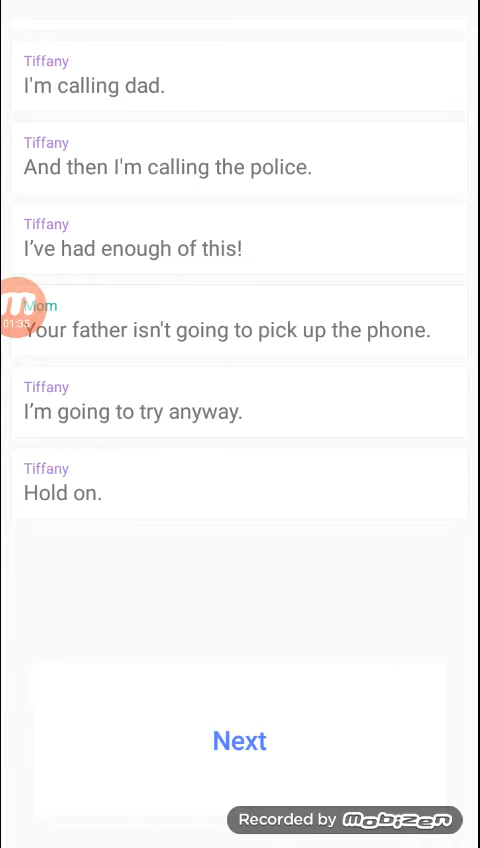 Tiffany
I'm calling dad.
Tiffany
And then I'm calling the police.
Tiffany
I’ve had enough of this!
Mom
01:35
Your father isn't going to pick up the phone.
Tiffany
I’m going to try anyway.
Tiffany
Hold on.
Next
Recorded by mobizen